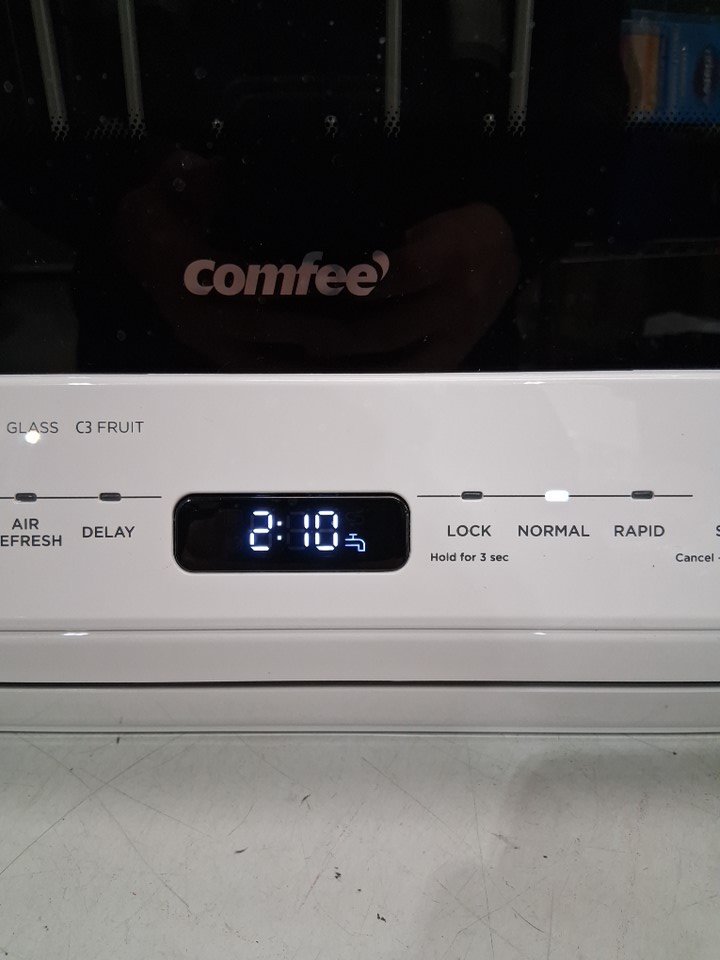 comfee'
GLASS C3 FRUIT
AIR
EFRESH
DELAY
2:10
LOCK NORMAL RAPID
Hold for 3 sec
S
Cancel -